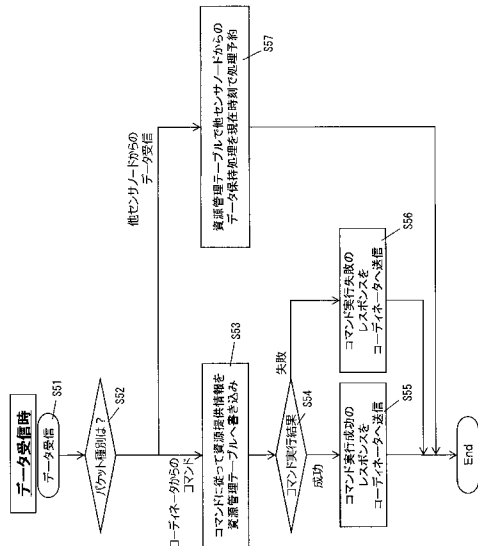 データ受信時
データ受信
S51
パケット種別は?
S52
コーディネータからの
コマンド
他センサノードからの
データ受信
コマンドに従って資源提供情報を
資源管理テーブルへ書き込み
S53
資源管理テーブルで他センサノードからの
データ保持処理を現在時刻で処理予約
S57
コマンド実行結果
S54
成功
失敗
コマンド実行成功の
レスポンスを
コーディネータへ送信
S55
コマンド実行失敗の
レスポンスを
コーディネータへ送信
S56
End